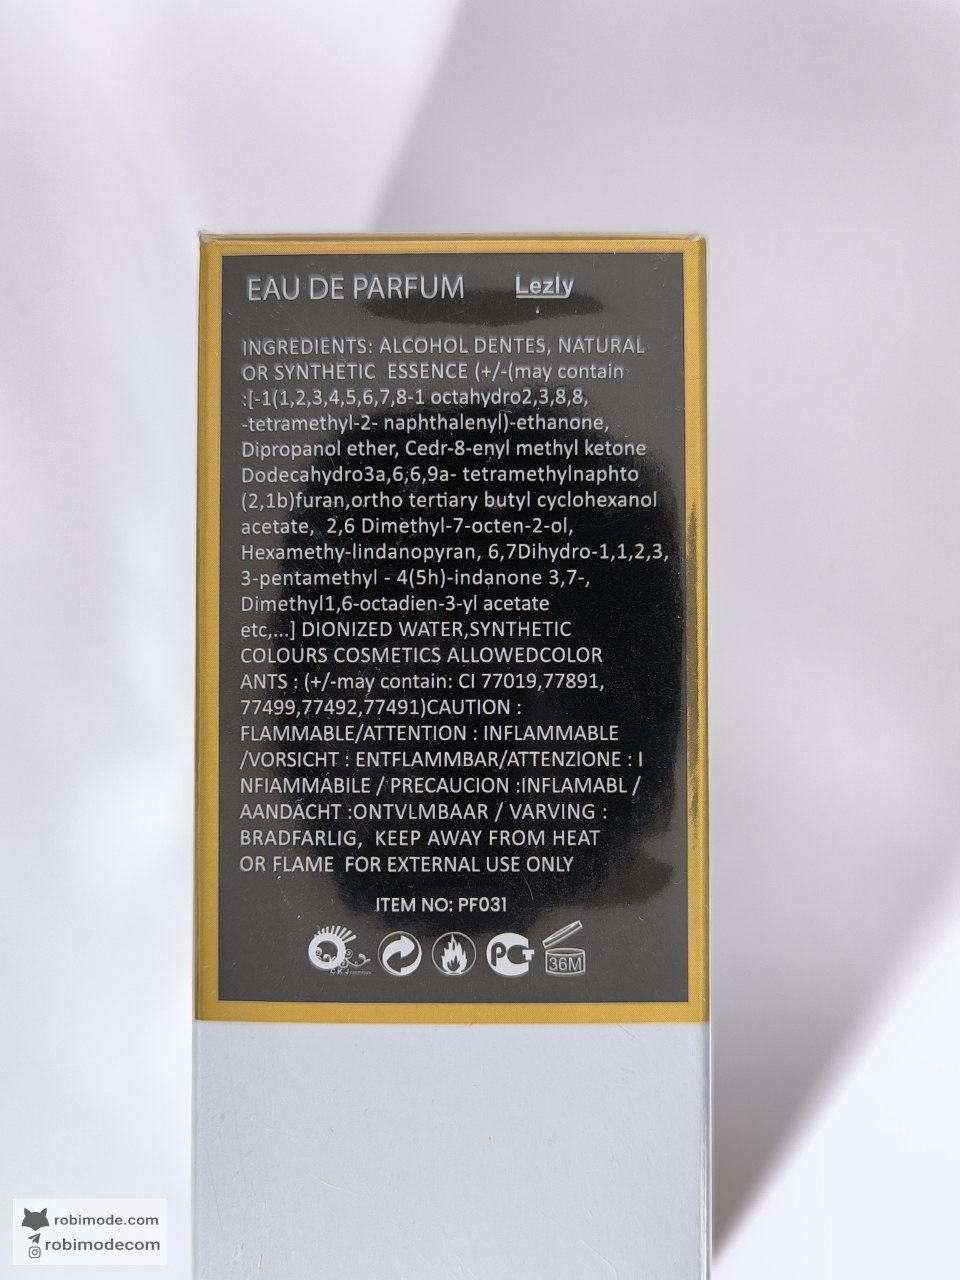 EAU DE PARFUM Lezly
INGREDIENTS: ALCOHOL DENTES, NATURAL
OR SYNTHETIC ESSENCE (+/-(may contain
:[-1(1,2,3,4,5,6,7,8-1 octahydro2,3,8,8,
-tetramethyl-2- naphthalenyl)-ethanone,
Dipropanol ether, Cedr-8-enyl methyl ketone
Dodecahydro3a,6,6,9a- tetramethylnaphto
(2,1b)furan,ortho tertiary butyl cyclohexanol
acetate, 2,6 Dimethyl-7-octen-2-ol,
Hexamethy-lindanopyran, 6,7Dihydro-1,1,2,3,
3-pentamethyl - 4(5h)-indanone 3,7-,
Dimethyl1,6-octadien-3-yl acetate
etc,...] DIONIZED WATER,SYNTHETIC
COLOURS COSMETICS ALLOWEDCOLOR
ANTS : (+/-may contain: CI 77019,77891,
77499,77492,77491)CAUTION :
FLAMMABLE/ATTENTION : INFLAMMABLE
/VORSICHT : ENTFLAMMBAR/ATTENZIONE : I
NFIAMMABILE / PRECAUCION :INFLAMABL /
AANDACHT :ONTVLMBAAR / VARVING :
BRADFARLIG, KEEP AWAY FROM HEAT
OR FLAME FOR EXTERNAL USE ONLY
ITEM NO: PF031
PCT 36M
robimode.com
robimodecom